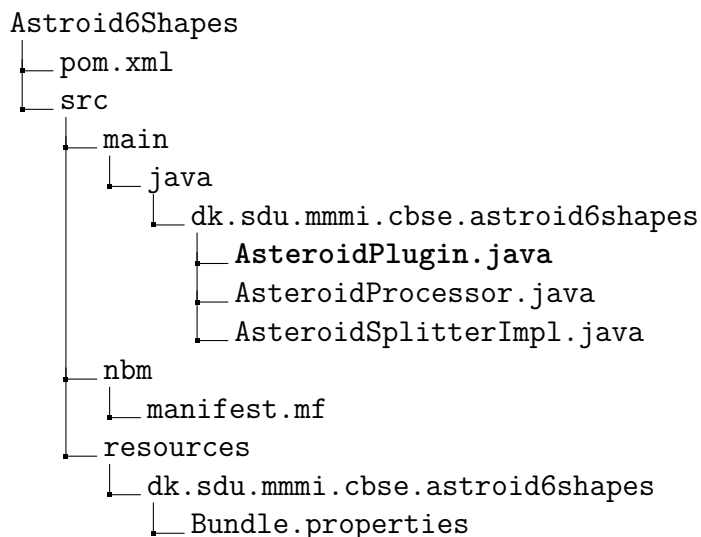 Astroid6Shapes
pom.xml
src
main
java
dk.sdu.mmmi.cbse.astroid6shapes
AsteroidPlugin.java
AsteroidProcessor.java
AsteroidSplitterImpl.java
nbm
manifest.mf
resources
dk.sdu.mmmi.cbse.astroid6shapes
Bundle.properties